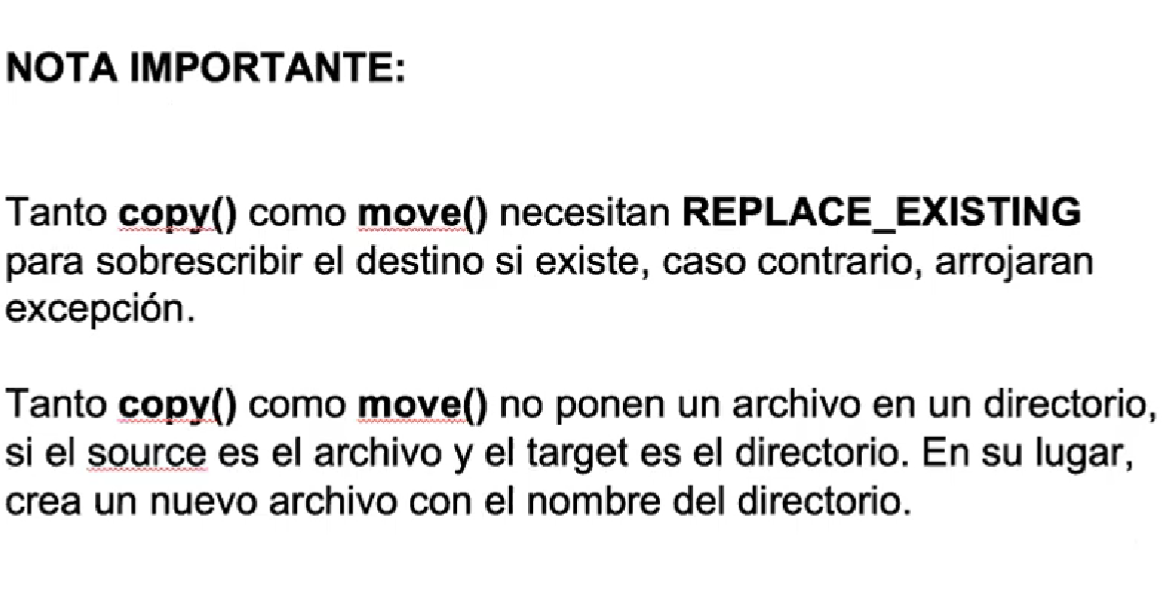 NOTA IMPORTANTE:
Tanto copy() como move() necesitan REPLACE_EXISTING
para sobrescribir el destino si existe, caso contrario, arrojaran
excepción.
Tanto copy() como move() no ponen un archivo en un directorio,
si el source es el archivo y el target es el directorio. En su lugar,
crea un nuevo archivo con el nombre del directorio.